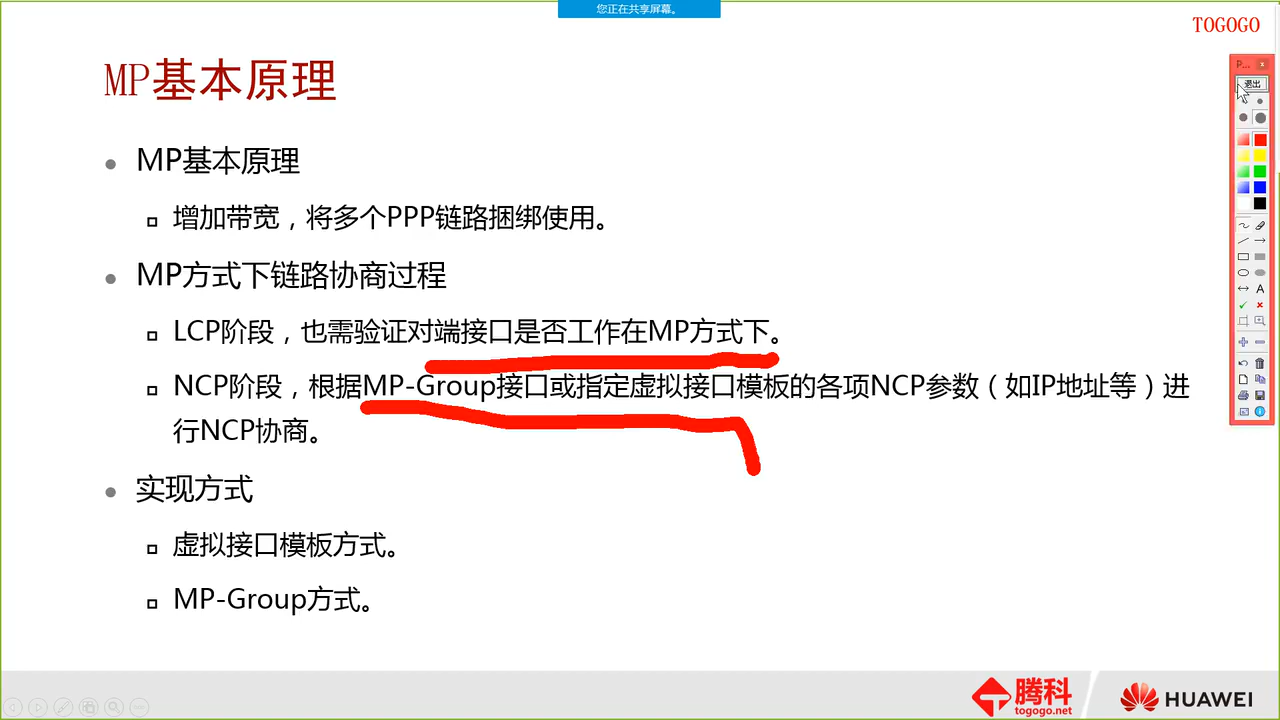 您正在共享屏幕。
TOGOGO
MP基本原理
P...
退出
MP基本原理
增加带宽，将多个PPP链路捆绑使用。
MP方式下链路协商过程
LCP阶段，也需验证对端接口是否工作在MP方式下。
NCP阶段，根据MP-Group接口或指定虚拟接口模板的各项NCP参数（如IP地址等）进
行NCP协商。
实现方式
虚拟接口模板方式。
MP-Group方式。
腾科
togogo.net
HUAWEI